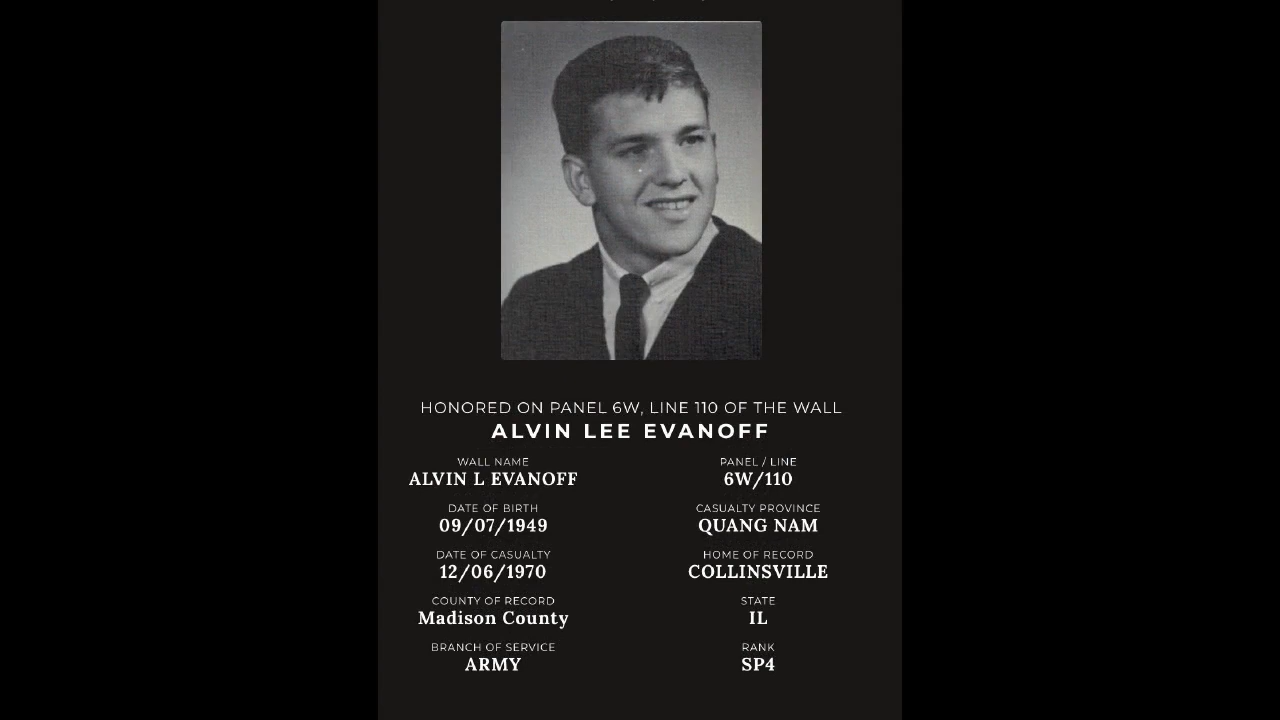 HONORED ON PANEL 6W, LINE 110 OF THE WALL
ALVIN LEE EVANOFF
WALL NAME
ALVIN L EVANOFF
PANEL / LINE
6W/110
DATE OF BIRTH
09/07/1949
CASUALTY PROVINCE
QUANG NAM
DATE OF CASUALTY
12/06/1970
HOME OF RECORD
COLLINSVILLE
COUNTY OF RECORD
Madison County
STATE
IL
BRANCH OF SERVICE
ARMY
RANK
SP4